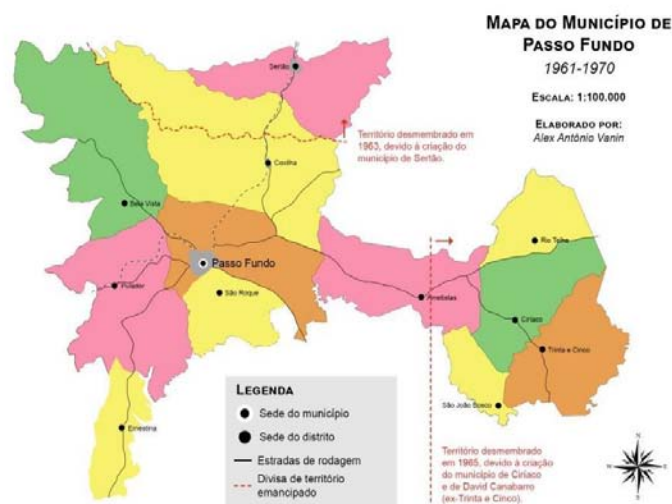 MAPA DO MUNICÍPIO DE
PASSO FUNDO
1961-1970
ESCALA: 1:100.000
ELABORADO POR:
Alex Antônio Vanin
Sertão
Território desmembrado em
1963, devido à criação do
município de Sertão.
Coxilha
Bela Vista
Rio Telha
Passo Fundo
Pulador
São Roque
Ametistas
Ciríaco
Trinta e Cinco
São João Bosco
Ernestina
LEGENDA
Sede do município
Sede do distrito
Estradas de rodagem
Divisa de território
emancipado
Território desmembrado
em 1965, devido à criação
do município de Ciríaco
e de David Canabarro
(ex-Trinta e Cinco).
N
S